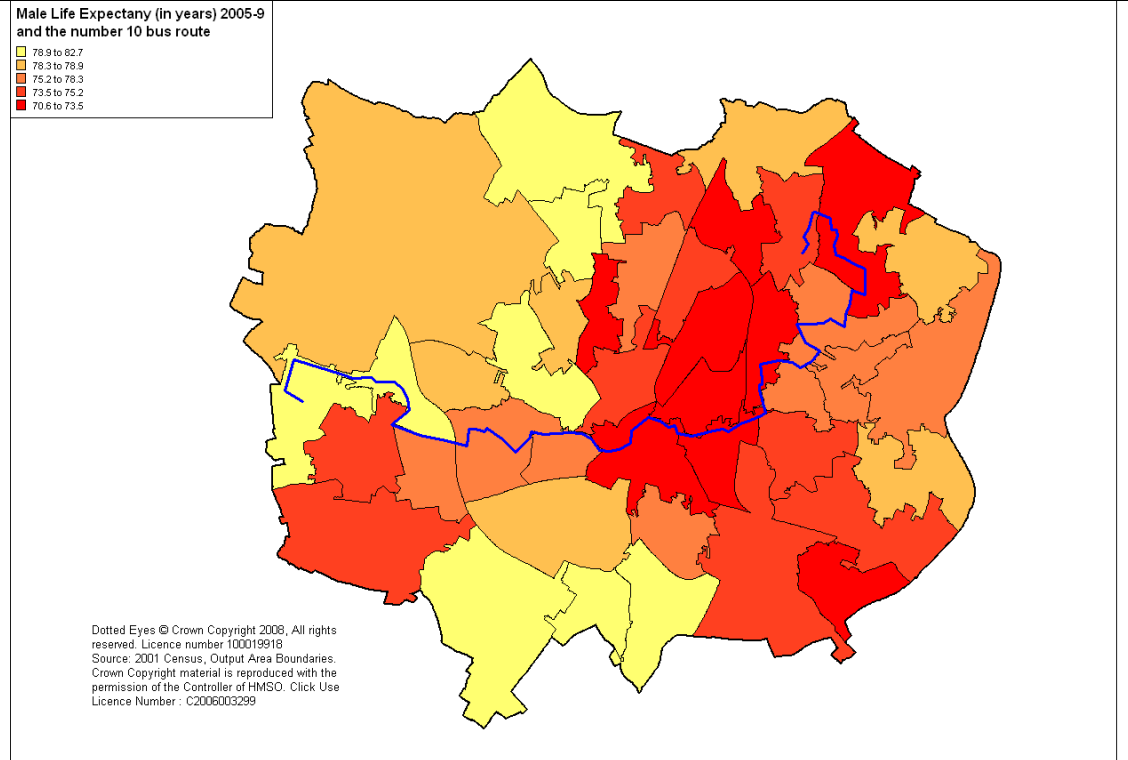 Male Life Expectany (in years) 2005-9
and the number 10 bus route
78.9 to 82.7
78.3 to 78.9
75.2 to 78.3
73.5 to 75.2
70.6 to 73.5
Dotted Eyes © Crown Copyright 2008, All rights
reserved. Licence number 100019918
Source: 2001 Census, Output Area Boundaries.
Crown Copyright material is reproduced with the
permission of the Controller of HMSO. Click Use
Licence Number : C2006003299